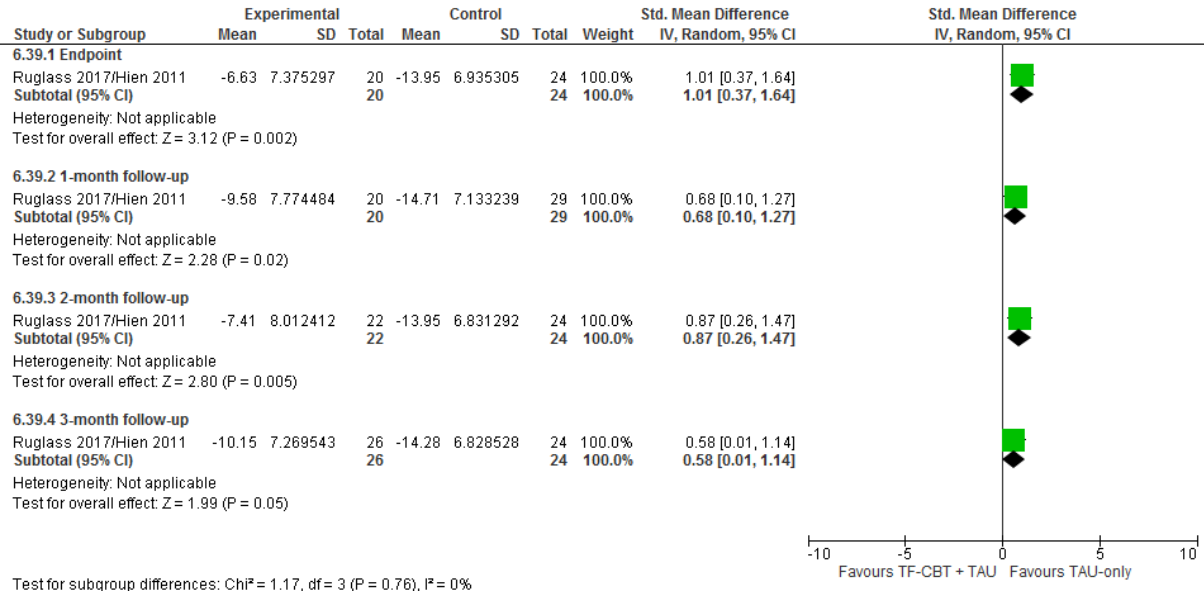 Experimental Control Std. Mean Difference Std. Mean Difference
Study or Subgroup Mean SD Total Mean SD Total Weight IV, Random, 95% CI IV, Random, 95% CI
6.39.1 Endpoint
Ruglass 2017/Hien 2011 -6.63 7.375297 20 -13.95 6.935305 24 100.0% 1.01 [0.37, 1.64]
Subtotal (95% CI) 20 24 100.0% 1.01 [0.37, 1.64]
Heterogeneity: Not applicable
Test for overall effect: Z = 3.12 (P = 0.002)
6.39.2 1-month follow-up
Ruglass 2017/Hien 2011 -9.58 7.774484 20 -14.71 7.133239 29 100.0% 0.68 [0.10, 1.27]
Subtotal (95% CI) 20 29 100.0% 0.68 [0.10, 1.27]
Heterogeneity: Not applicable
Test for overall effect: Z = 2.28 (P = 0.02)
6.39.3 2-month follow-up
Ruglass 2017/Hien 2011 -7.41 8.012412 22 -13.95 6.831292 24 100.0% 0.87 [0.26, 1.47]
Subtotal (95% CI) 22 24 100.0% 0.87 [0.26, 1.47]
Heterogeneity: Not applicable
Test for overall effect: Z = 2.80 (P = 0.005)
6.39.4 3-month follow-up
Ruglass 2017/Hien 2011 -10.15 7.269543 26 -14.28 6.828528 24 100.0% 0.58 [0.01, 1.14]
Subtotal (95% CI) 26 24 100.0% 0.58 [0.01, 1.14]
Heterogeneity: Not applicable
Test for overall effect: Z = 1.99 (P = 0.05)
-10 -5 0 5 10
Favours TF-CBT + TAU Favours TAU-only
Test for subgroup differences: Chi² = 1.17, df = 3 (P = 0.76), I² = 0%